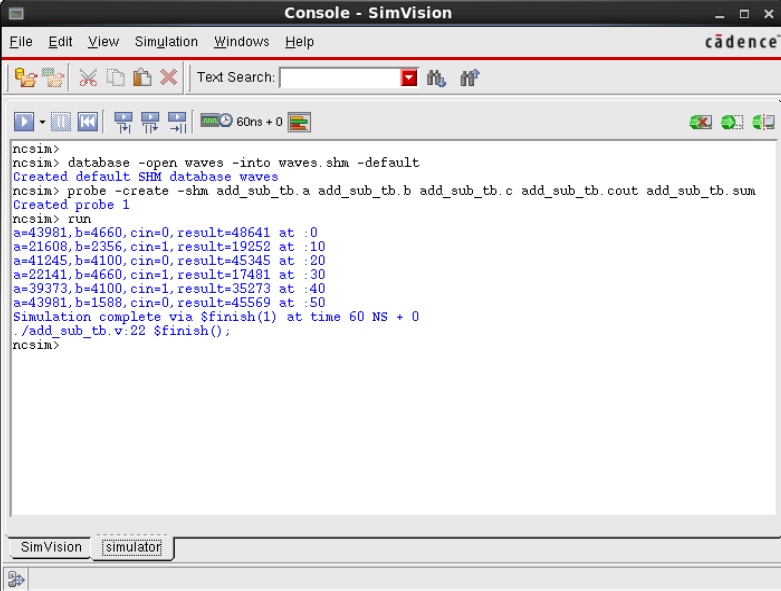 Console - SimVision
File Edit View Simulation Windows Help
cādence
Text Search:
60ns + 0
ncsim>
ncsim> database -open waves -into waves.shm -default
Created default SHM database waves
ncsim> probe -create -shm add_sub_tb.a add_sub_tb.b add_sub_tb.c add_sub_tb.cout add_sub_tb.sum
Created probe 1
ncsim> run
a=43981,b=4660,cin=0,result=48641 at :0
a=21608,b=2356,cin=1,result=19252 at :10
a=41245,b=4100,cin=0,result=45345 at :20
a=22141,b=4660,cin=1,result=17481 at :30
a=39373,b=4100,cin=1,result=35273 at :40
a=43981,b=1588,cin=0,result=45569 at :50
Simulation complete via $finish(1) at time 60 NS + 0
./add_sub_tb.v:22 $finish();
ncsim>
SimVision simulator